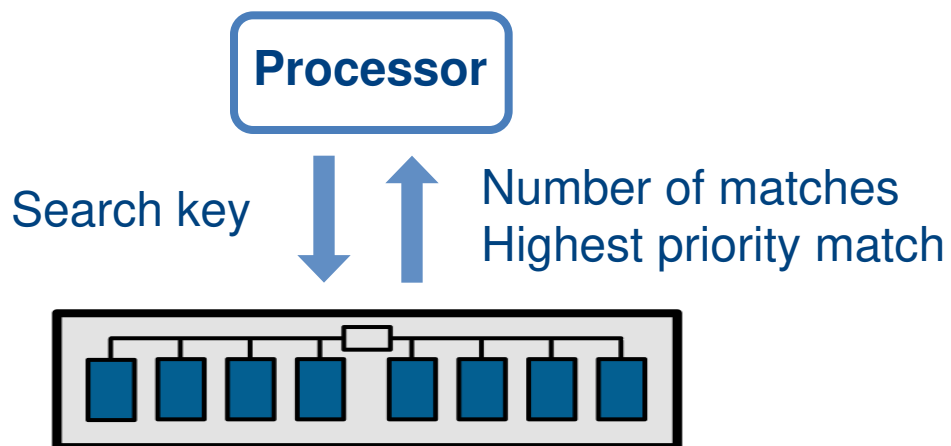 Processor
Search key
Number of matches
Highest priority match